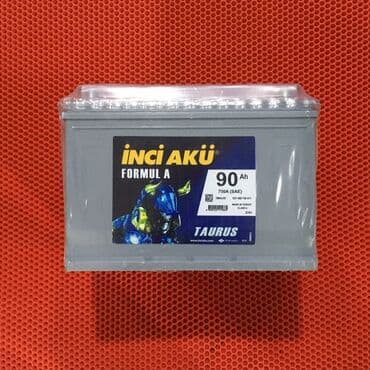 İNCİ AKÜ
FORMUL A
90 Ah
750A (SAE)
TAURUS